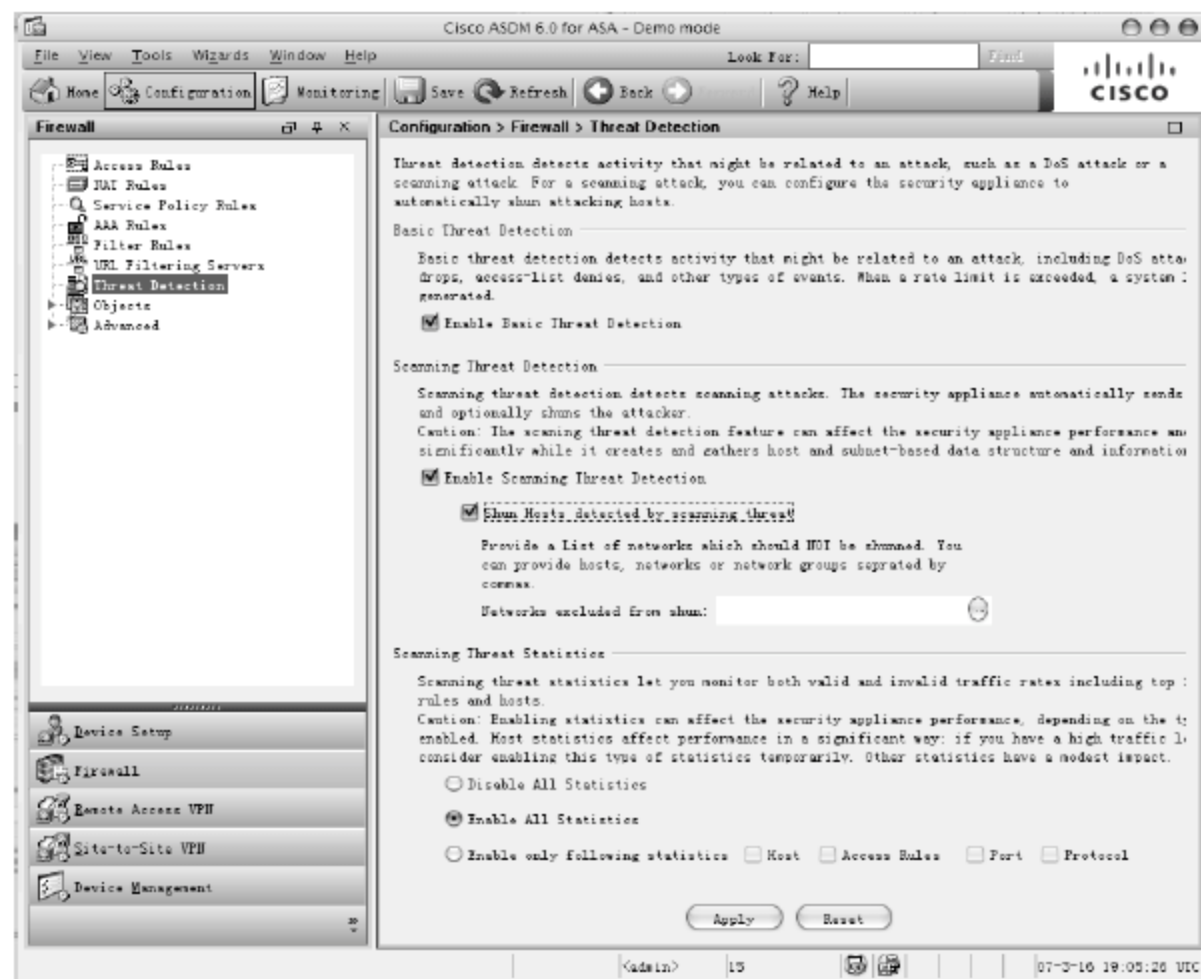 Cisco ASDM 6.0 for ASA - Demo mode
File View Tools Wizards Window Help
Look For:
Find
Home Configuration Monitoring Save Refresh Back Help
CISCO
Firewall
Access Rules
NAT Rules
Service Policy Rules
AAA Rules
Filter Rules
URL Filtering Servers
Threat Detection
Objects
Advanced
Device Setup
Firewall
Remote Access VPN
Site-to-Site VPN
Device Management
Configuration > Firewall > Threat Detection
Threat detection detects activity that might be related to an attack, such as a DoS attack or a
scanning attack. For a scanning attack, you can configure the security appliance to
automatically shun attacking hosts.
Basic Threat Detection
Basic threat detection detects activity that might be related to an attack, including DoS attac
drops, access-list denies, and other types of events. When a rate limit is exceeded, a system
generated.
Enable Basic Threat Detection
Scanning Threat Detection
Scanning threat detection detects scanning attacks. The security appliance automatically sends
and optionally shuns the attacker.
Caution: The scaning threat detection feature can affect the security appliance performance and
significantly while it creates and gathers host and subnet-based data structure and information
Enable Scanning Threat Detection
Shun Hosts detected by scanning threat
Provide a List of networks which should NOT be shunned. You
can provide hosts, networks or network groups seprated by
commas.
Networks excluded from shun:
Scanning Threat Statistics
Scanning threat statistics let you monitor both valid and invalid traffic rates including top
rules and hosts.
Caution: Enabling statistics can affect the security appliance performance, depending on the ty
enabled. Host statistics affect performance in a significant way: if you have a high traffic l
consider enabling this type of statistics temporarily. Other statistics have a modest impact.
Disable All Statistics
Enable All Statistics
Enable only following statistics Host Access Rules Port Protocol
Apply Reset
<admin> 15 07-3-16 19:05:26 UTC